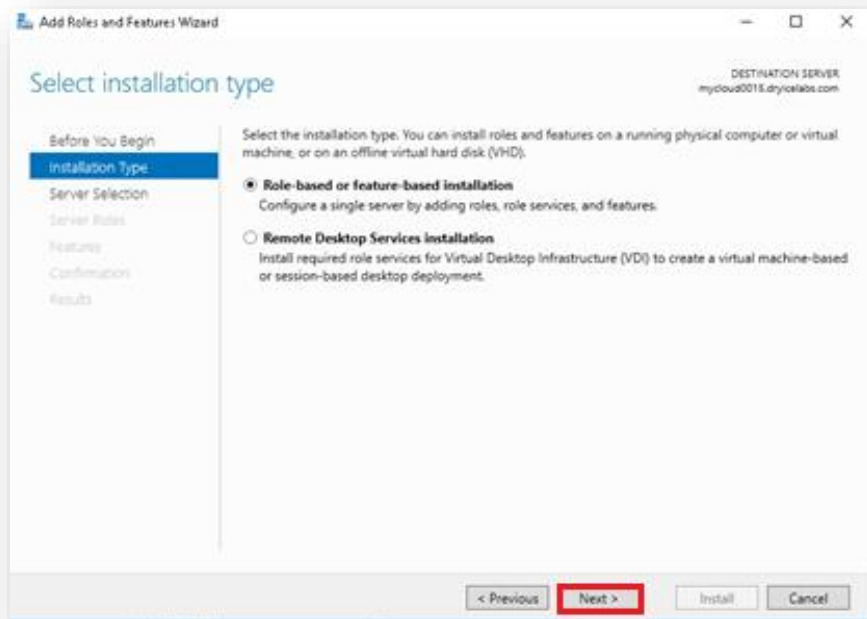 Add Roles and Features Wizard
Select installation type
DESTINATION SERVER
mycloud0018.dryicelabs.com
Before You Begin
Installation Type
Server Selection
Server Roles
Features
Confirmation
Results
Select the installation type. You can install roles and features on a running physical computer or virtual
machine, or on an offline virtual hard disk (VHD).
Role-based or feature-based installation
Configure a single server by adding roles, role services, and features.
Remote Desktop Services installation
Install required role services for Virtual Desktop Infrastructure (VDI) to create a virtual machine-based
or session-based desktop deployment.
< Previous
Next >
Install
Cancel